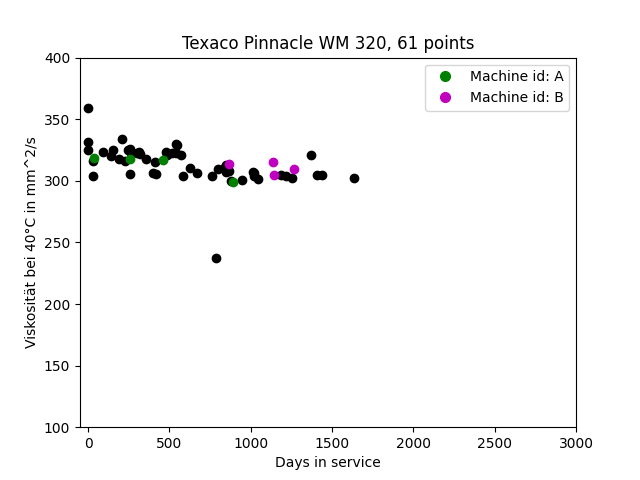 Texaco Pinnacle WM 320, 61 points
Machine id: A
Machine id: B
Viskosität bei 40°C in mm^2/s
400
350
300
250
200
150
100
0 500 1000 1500 2000 2500 3000
Days in service